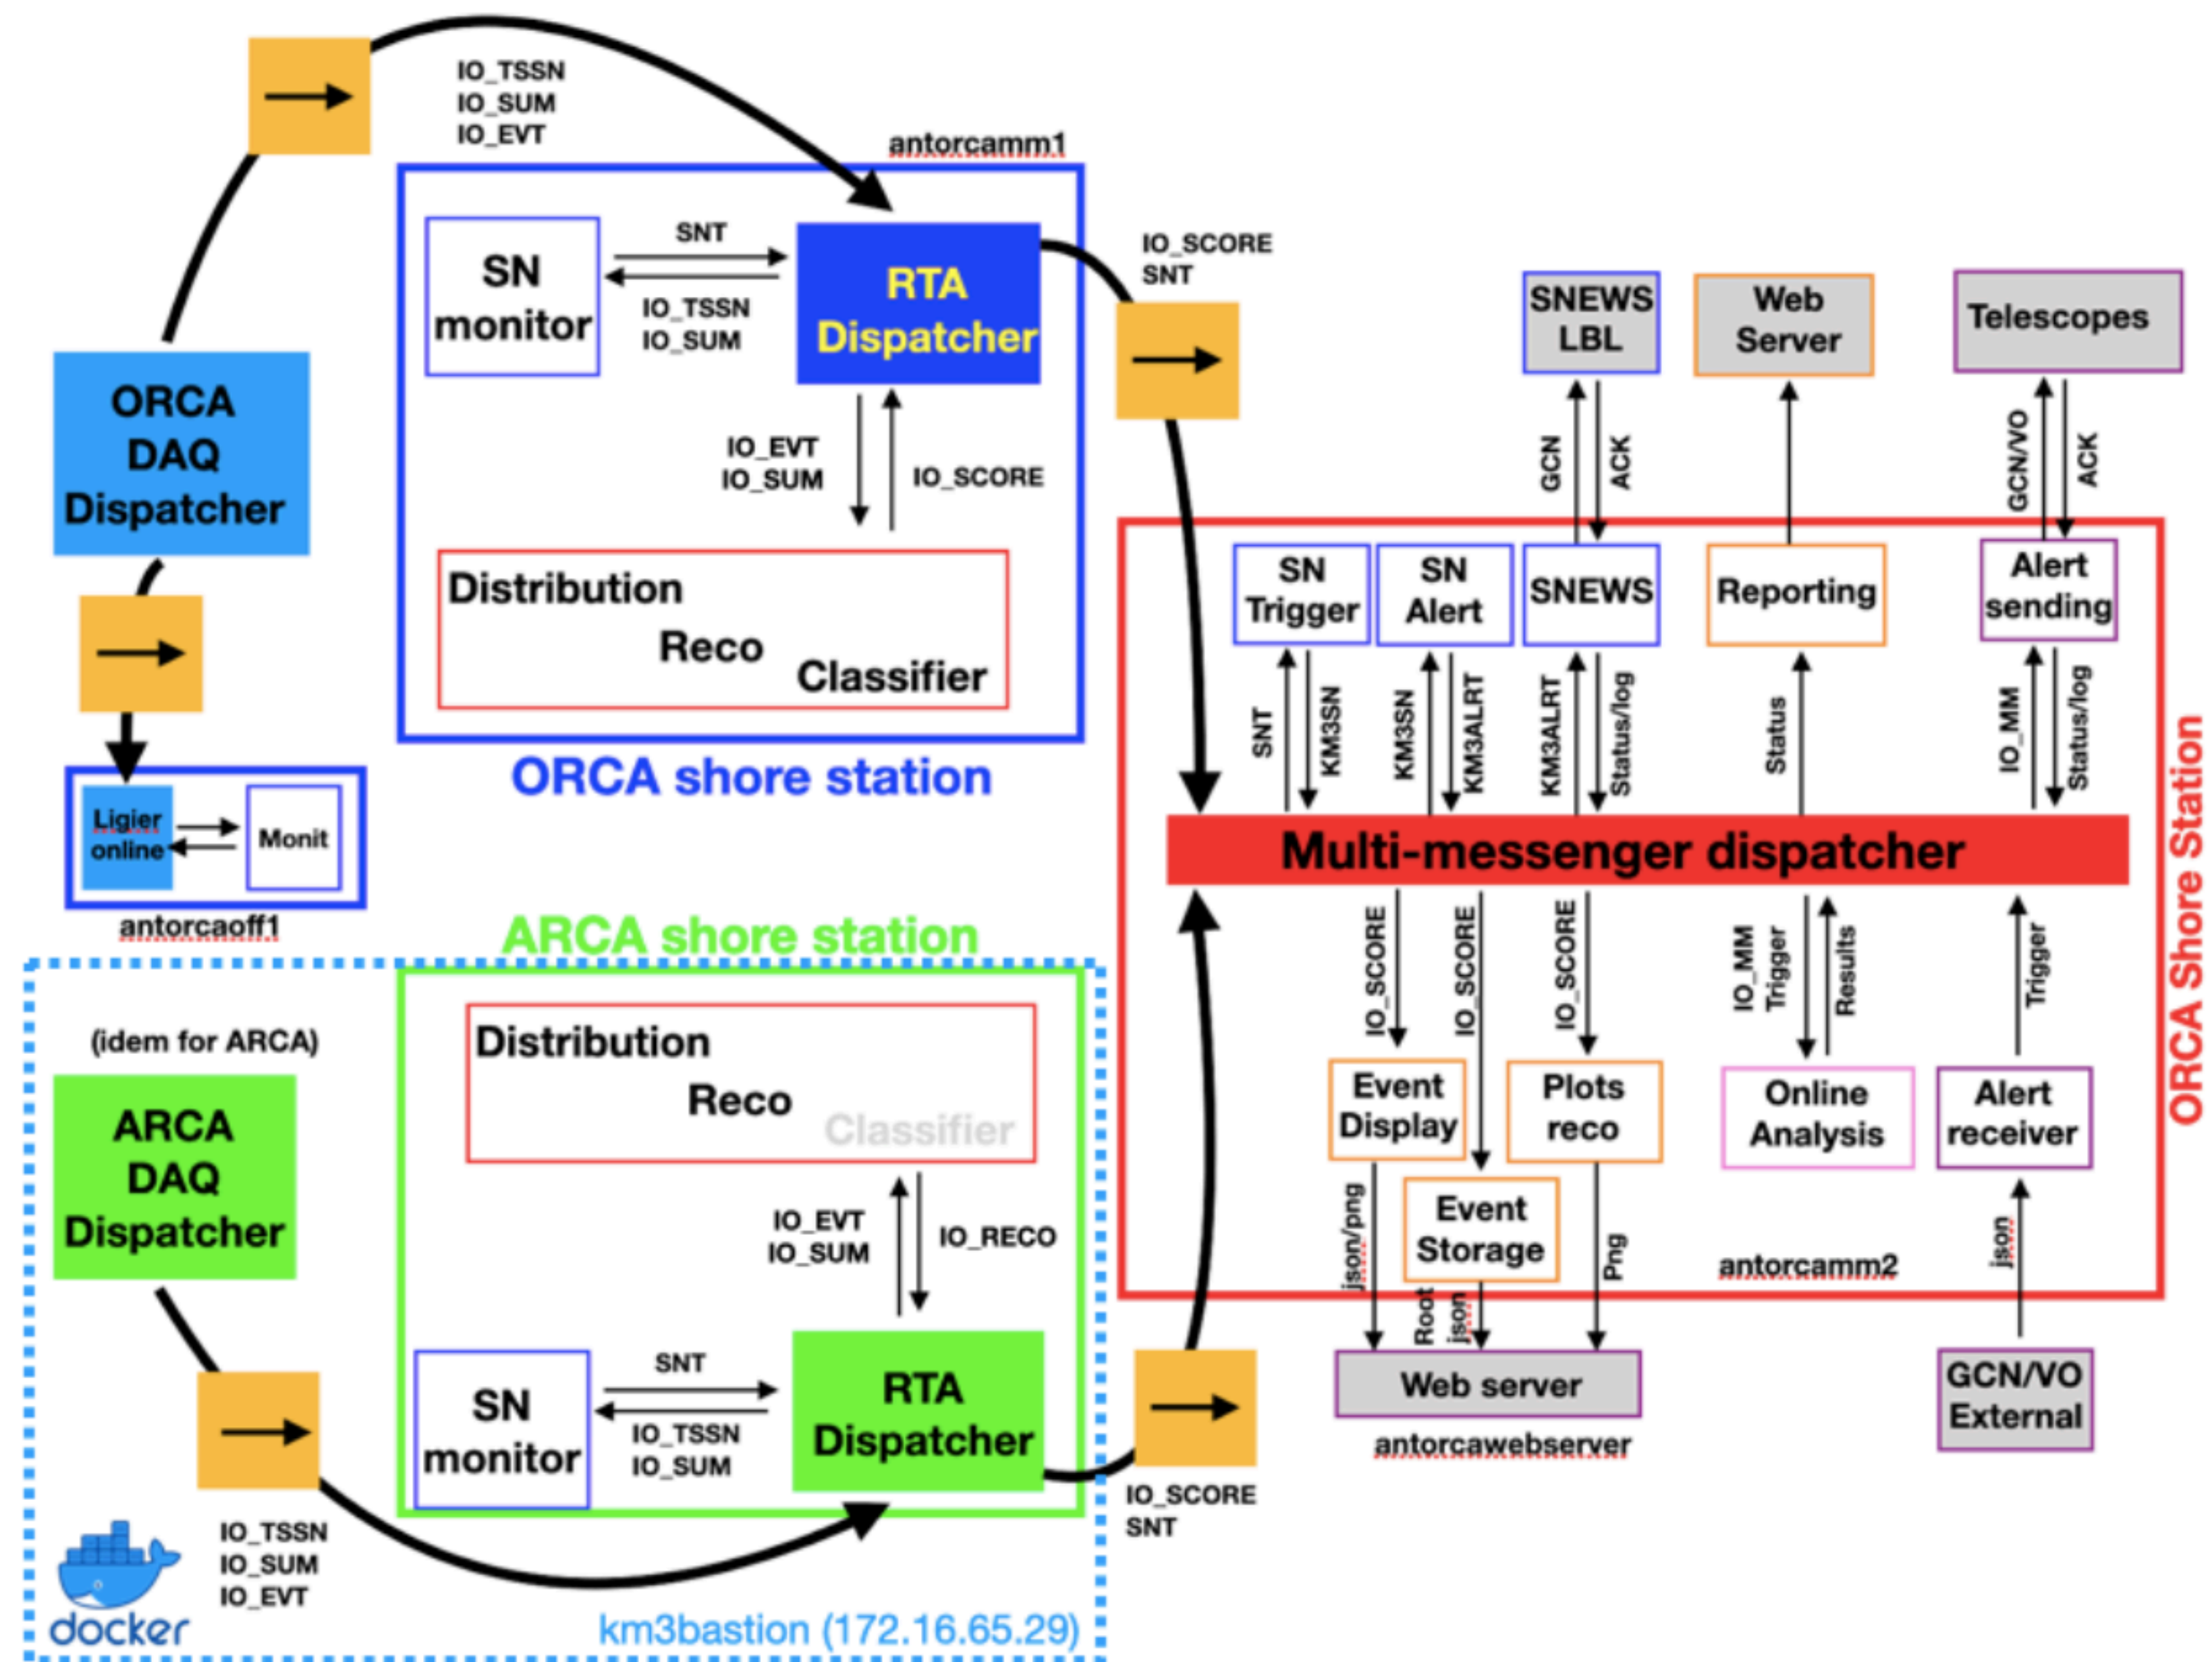 IO_TSSN
IO_SUM
IO_EVT
antorcamm1
SN
monitor
SNT
IO_TSSN
IO_SUM
RTA
Dispatcher
IO_SCORE
SNT
ORCA
DAQ
Dispatcher
IO_EVT
IO_SUM
IO_SCORE
Distribution
Reco
Classifier
ORCA shore station
Ligier
online
Monit
antorcaoff1
SNEWS
LBL
Web
Server
Telescopes
GCN
ACK
GCN/VO
ACK
SN
Trigger
SN
Alert
SNEWS
Reporting
Alert
sending
SNT
KM3SN
KM3SN
KM3ALRT
KM3ALRT
Status/log
Status
IO_MM
Status/log
Multi-messenger dispatcher
ORCA Shore Station
IO_SCORE
IO_SCORE
IO_SCORE
IO_MM
Trigger
Results
Trigger
Event
Display
Plots
reco
Online
Analysis
Alert
receiver
Event
Storage
json/png
Root
json
Png
antorcamm2
json
Web server
antorcawebserver
GCN/VO
External
ARCA shore station
(idem for ARCA)
ARCA
DAQ
Dispatcher
Distribution
Reco
Classifier
IO_EVT
IO_SUM
IO_RECO
SN
monitor
SNT
IO_TSSN
IO_SUM
RTA
Dispatcher
IO_SCORE
SNT
IO_TSSN
IO_SUM
IO_EVT
docker
km3bastion (172.16.65.29)